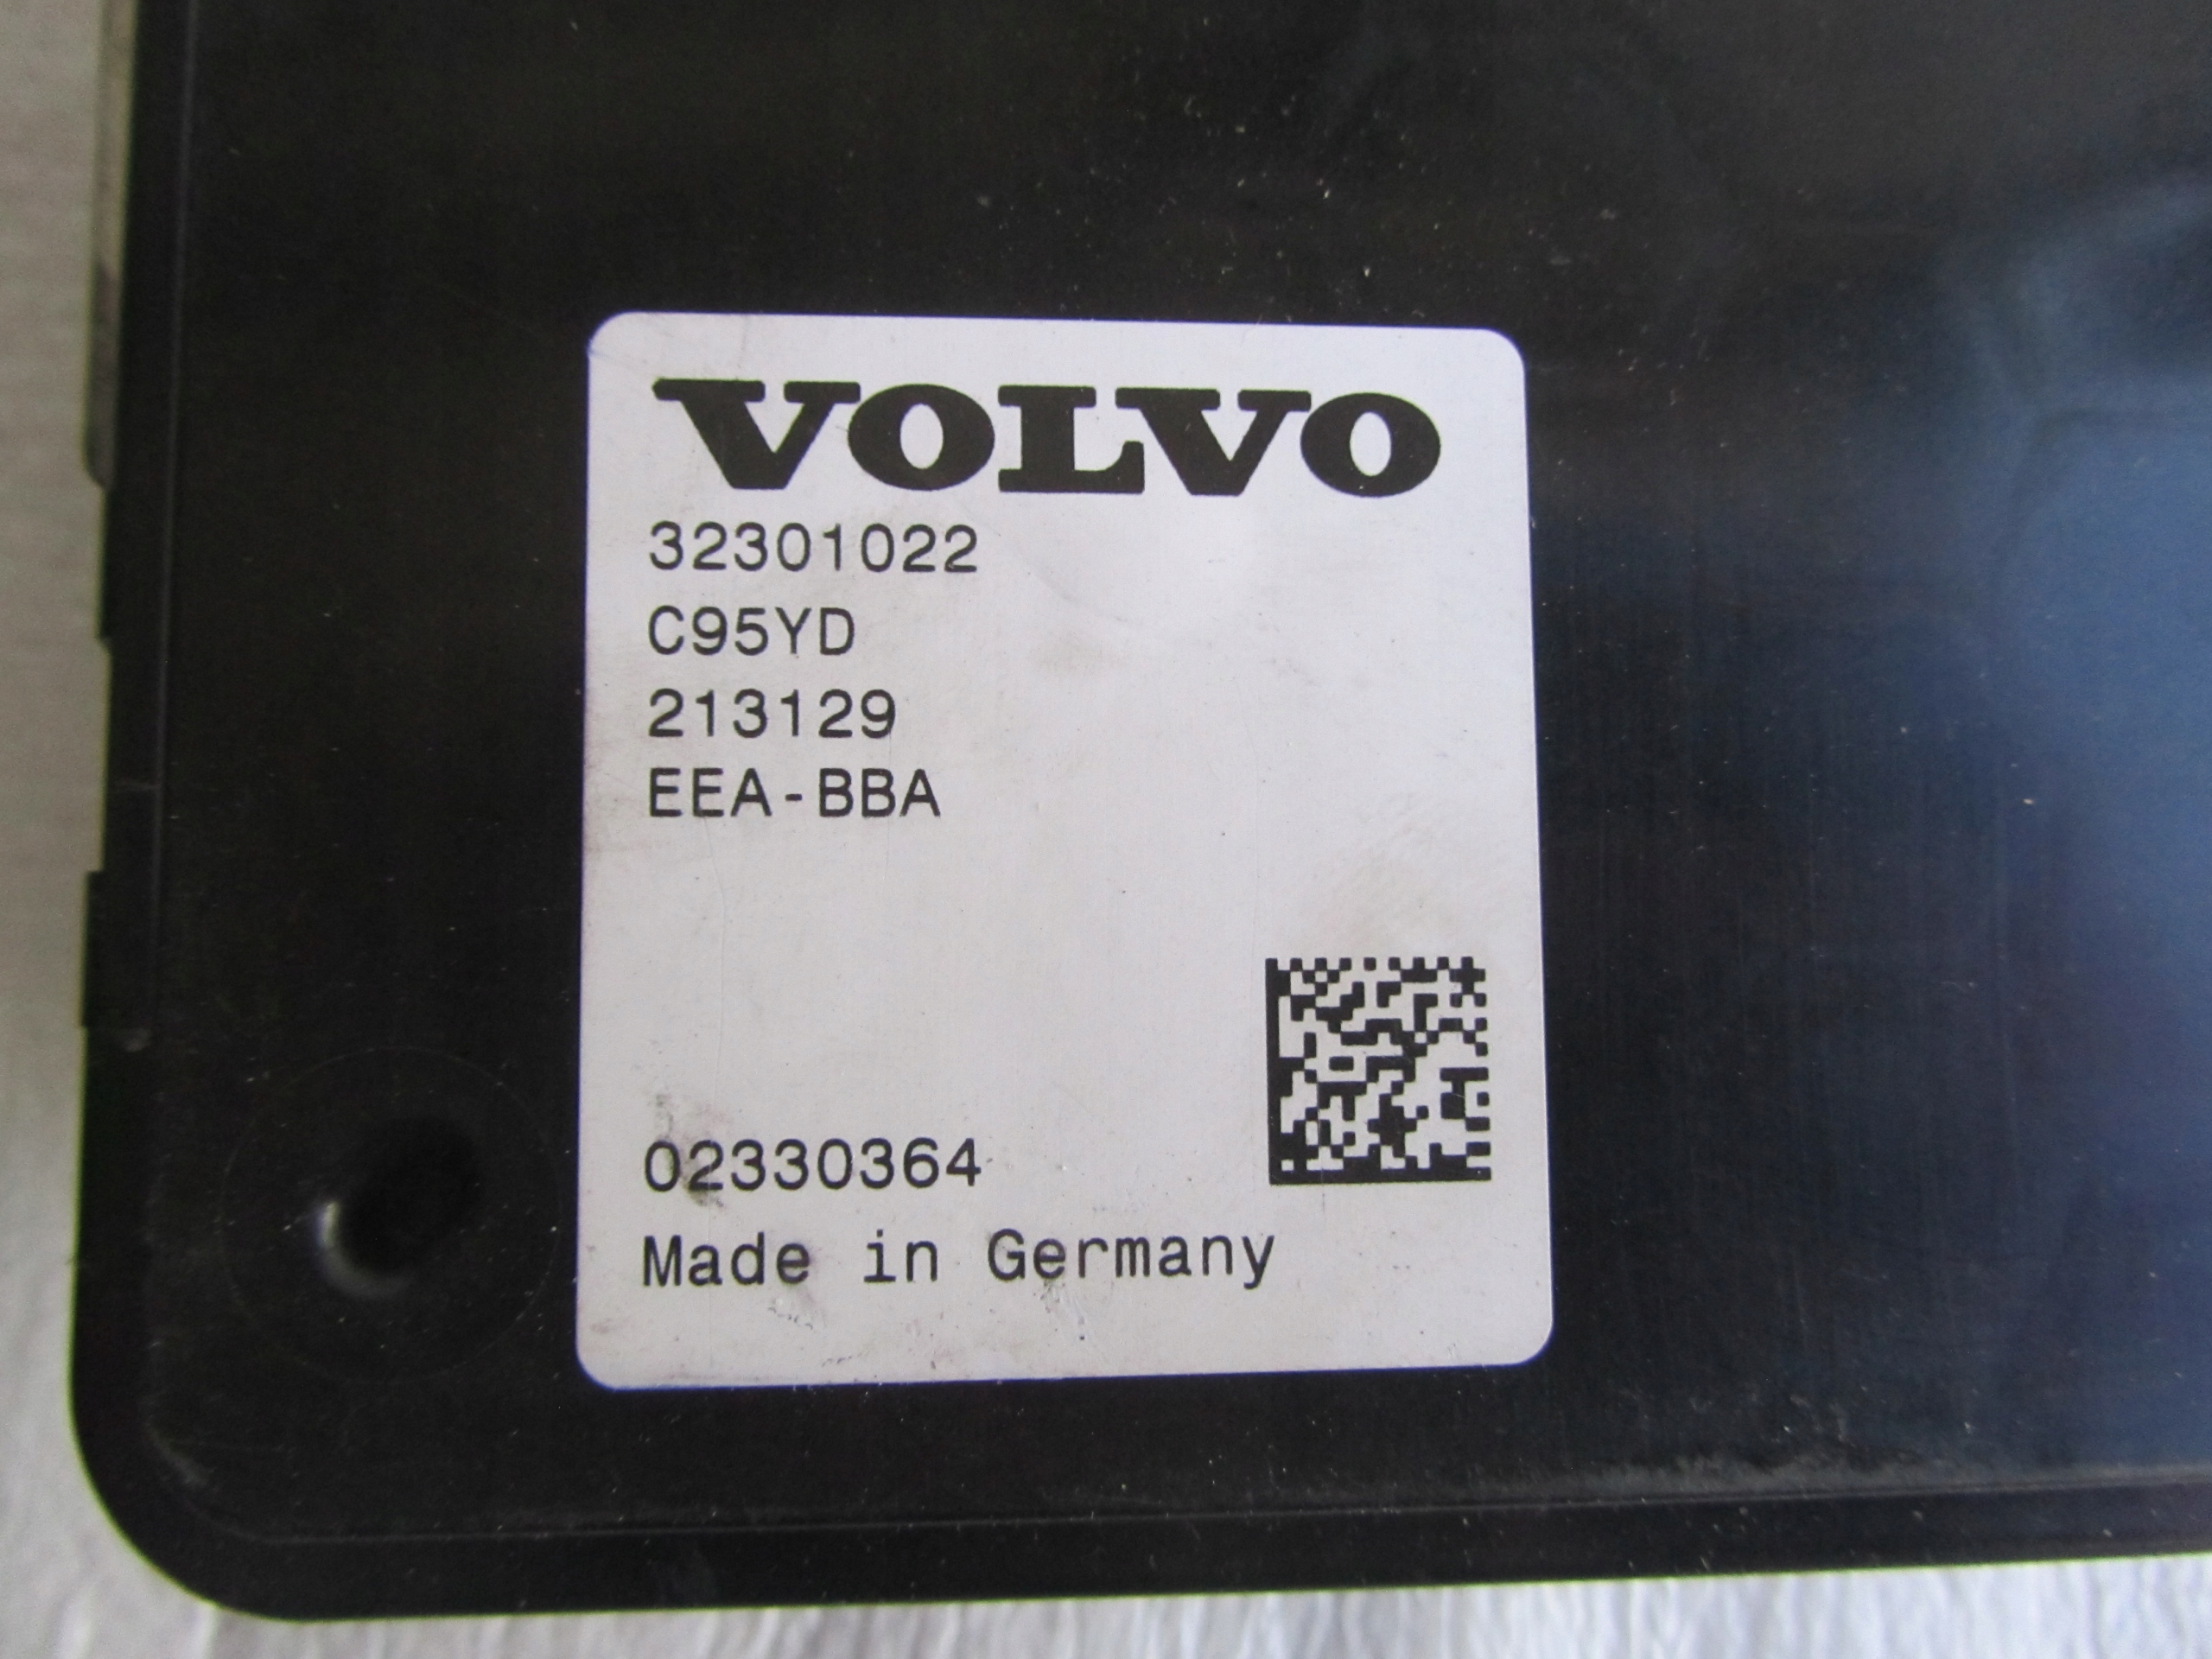 VOLVO
32301022
C95YD
213129
EEA-BBA
02330364
Made in Germany